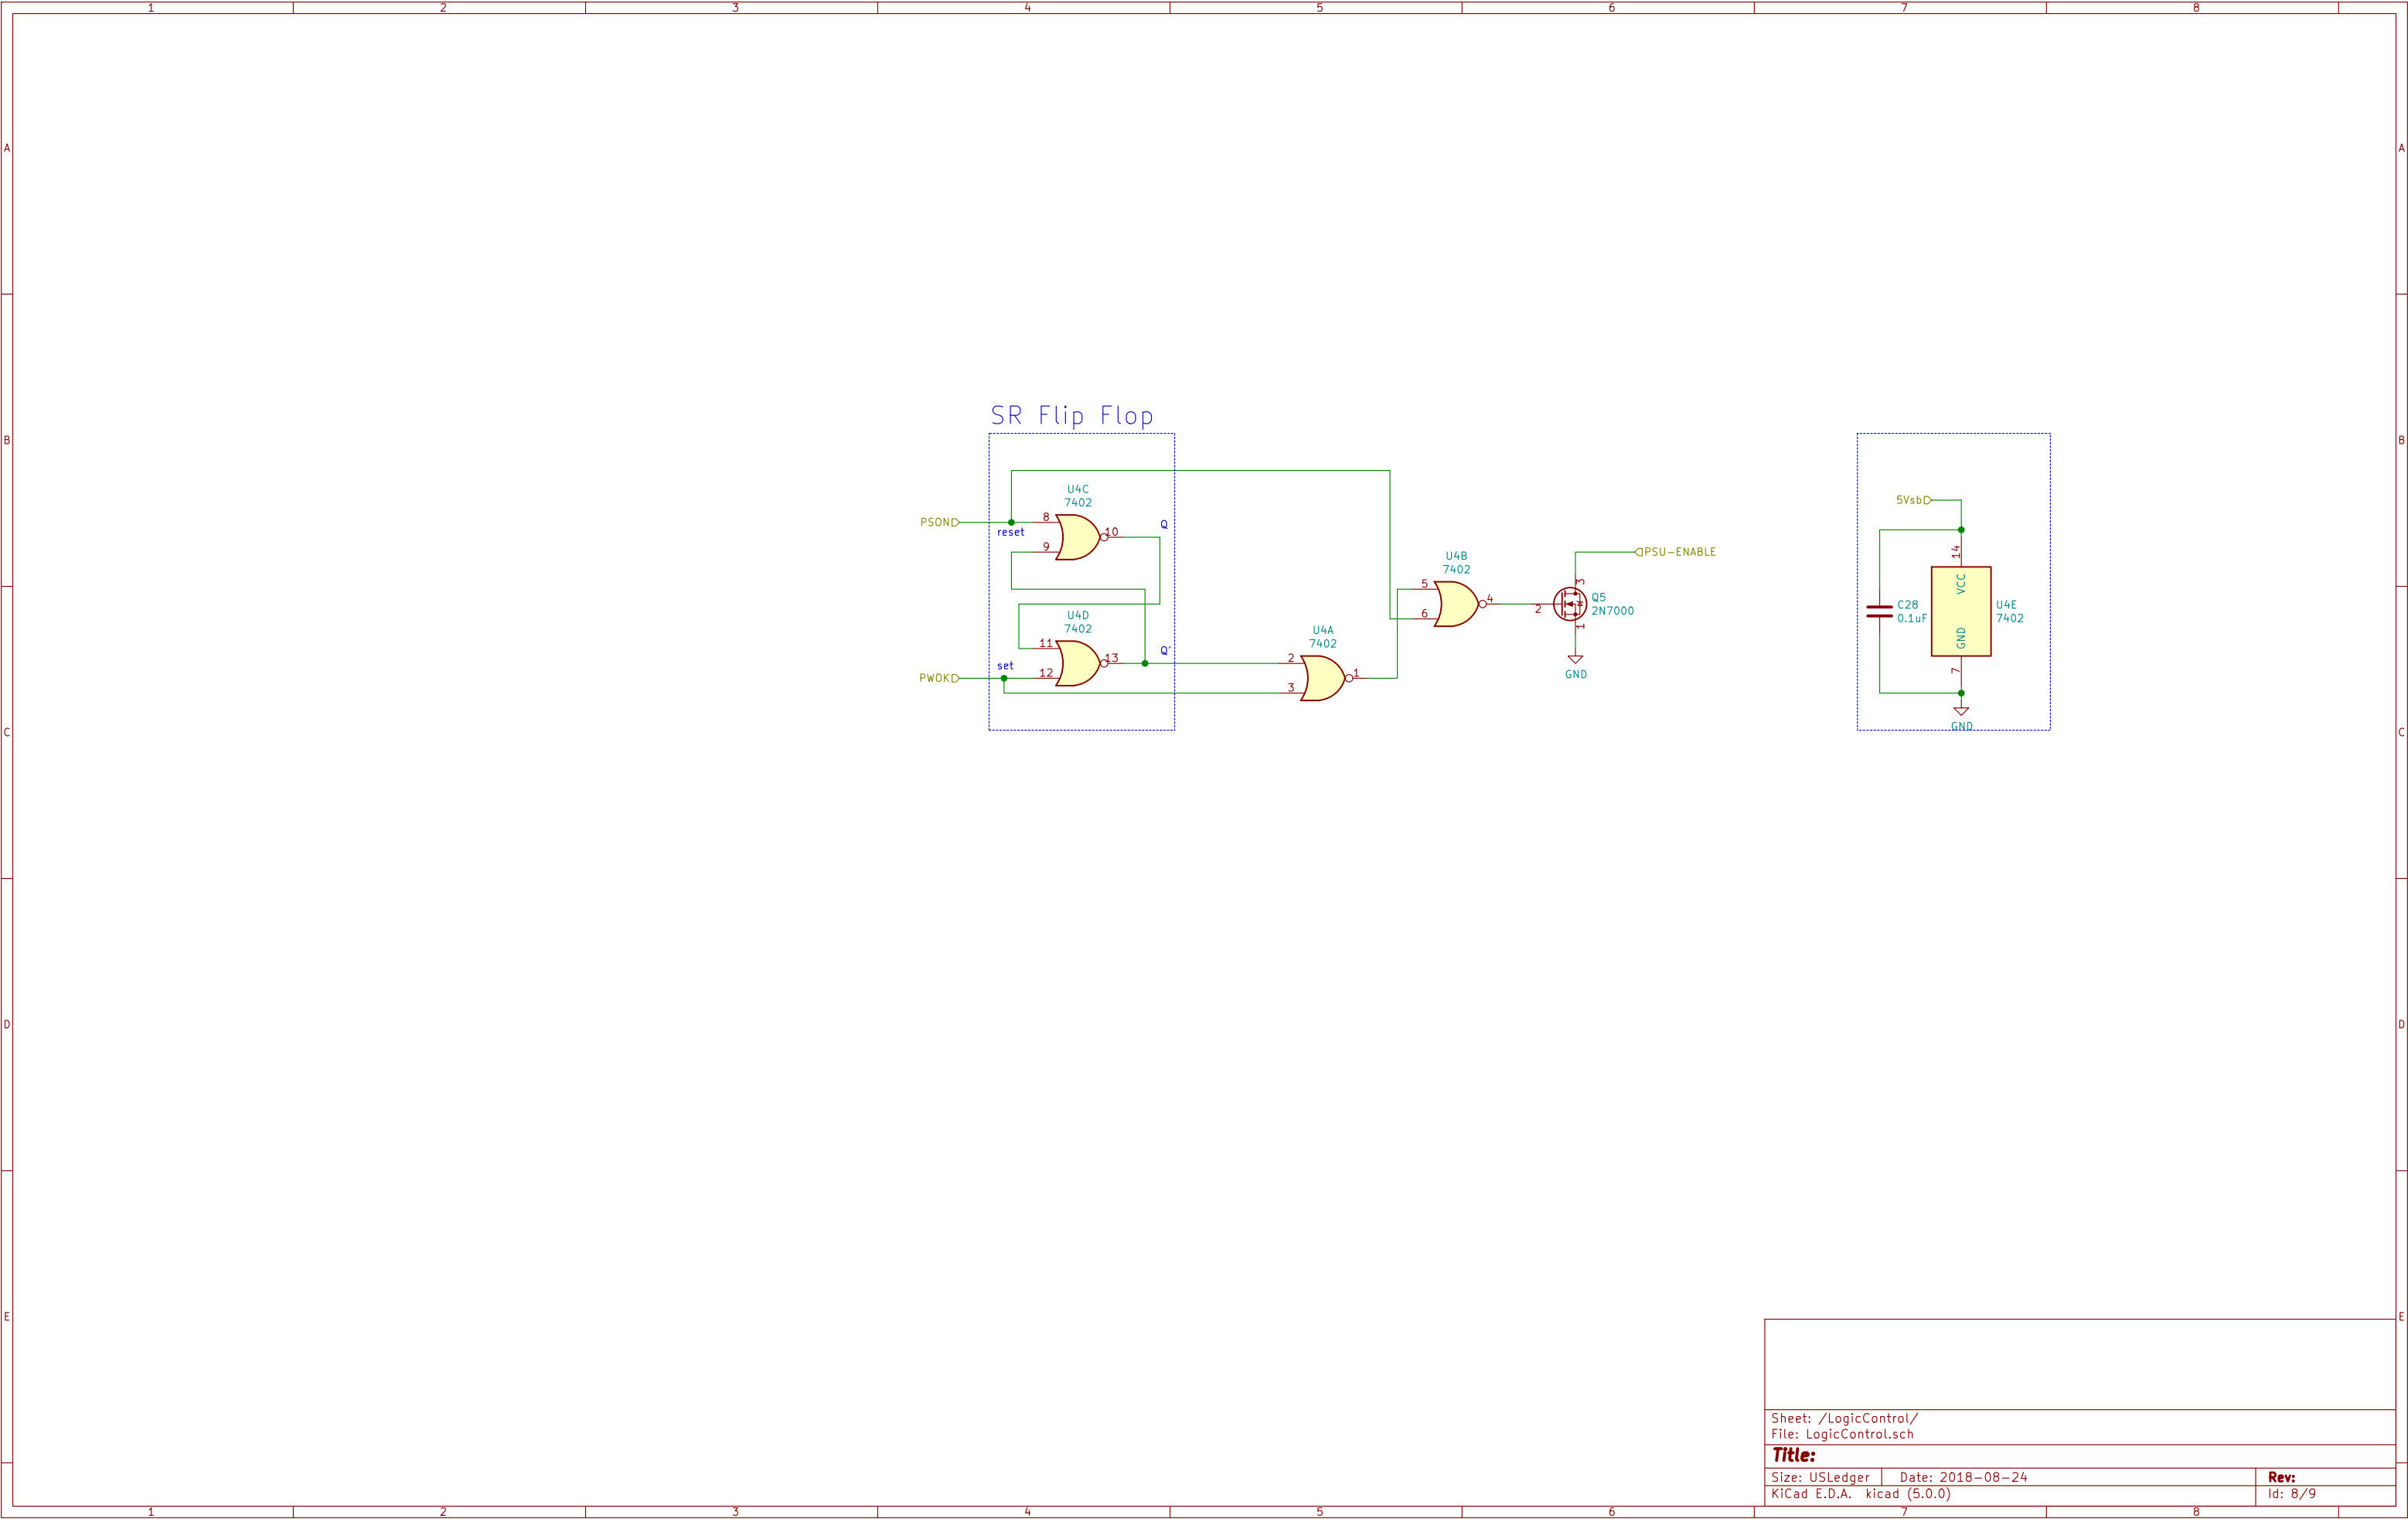 1 2 3 4 5 6 7 8
A A
SR Flip Flop
B B
U4C
7402
PSON 8 10 Q
reset
9
5Vsb
14
VCC
GND
7
U4E
7402
C28
0.1uF
GND
PSU-ENABLE
U4B
7402
5
6
4
2
3
1
Q5
2N7000
GND
U4D
7402
11
13 Q'
set
PWOK 12
U4A
7402
2
3
1
C C
D D
E E
Sheet: /LogicControl/
File: LogicControl.sch
Title:
Size: USLedger Date: 2018-08-24 Rev:
KiCad E.D.A. kicad (5.0.0) Id: 8/9
1 2 3 4 5 6 7 8